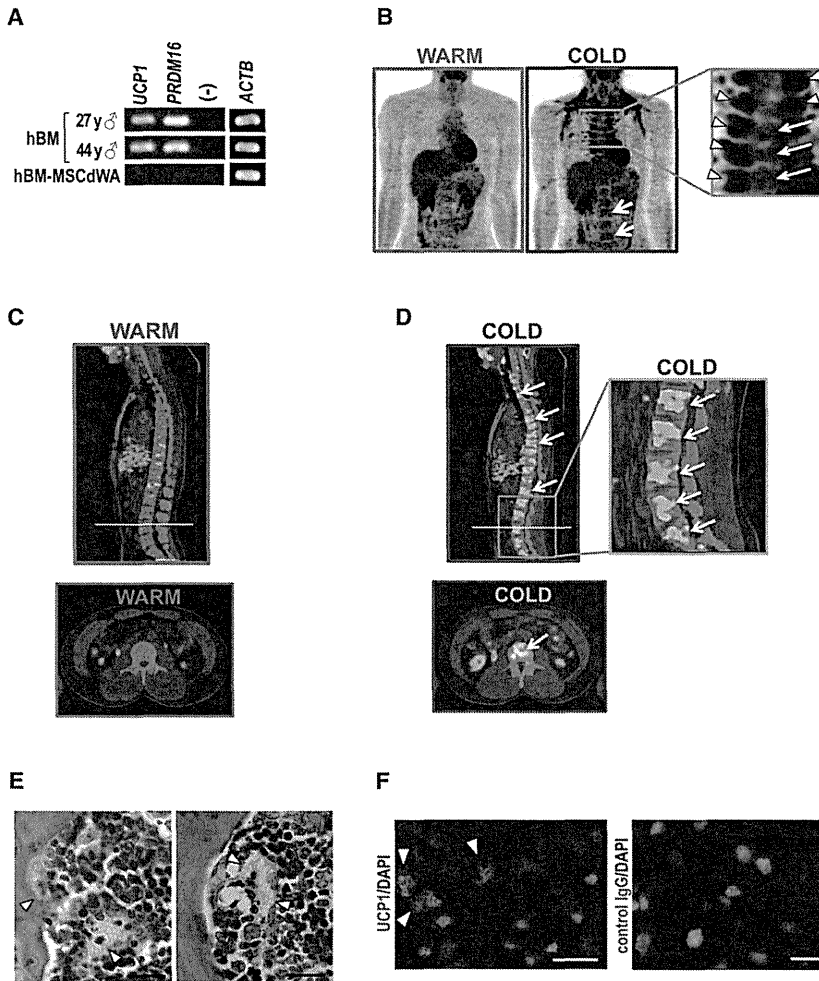 A
UCP1
PRDM16
(-)
ACTB
hBM
27y♂
44y♂
hBM-MSCdWA
B
WARM
COLD
C
WARM
WARM
D
COLD
COLD
COLD
E
F
UCP1/DAPI
control IgG/DAPI